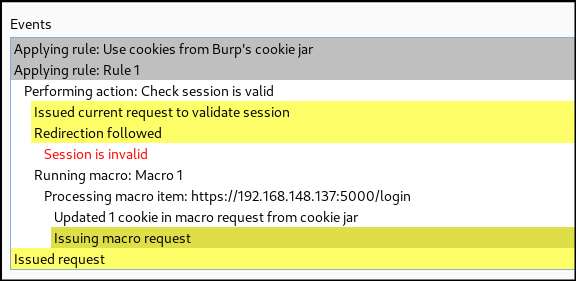 Events
Applying rule: Use cookies from Burp's cookie jar
Applying rule: Rule 1
Performing action: Check session is valid
Issued current request to validate session
Redirection followed
Session is invalid
Running macro: Macro 1
Processing macro item: https://192.168.148.137:5000/login
Updated 1 cookie in macro request from cookie jar
Issuing macro request
Issued request